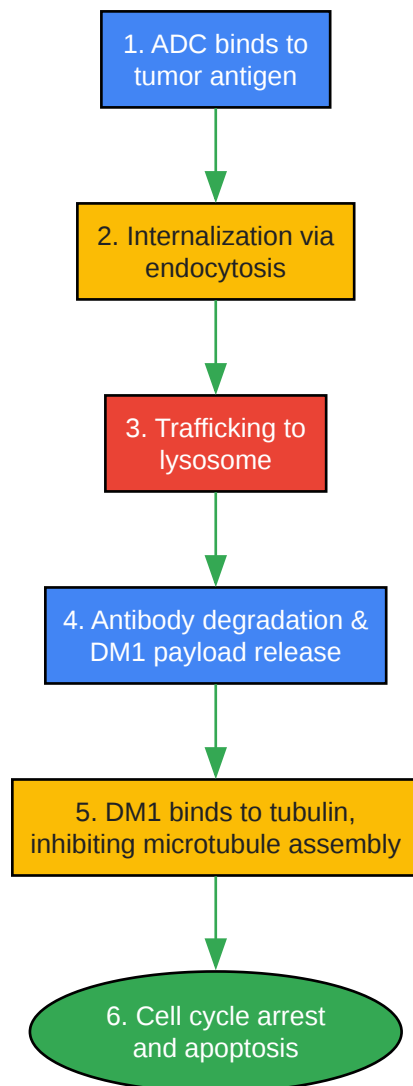 1. ADC binds to
tumor antigen
2. Internalization via
endocytosis
3. Trafficking to
lysosome
4. Antibody degradation &
DM1 payload release
5. DM1 binds to tubulin,
inhibiting microtubule assembly
6. Cell cycle arrest
and apoptosis